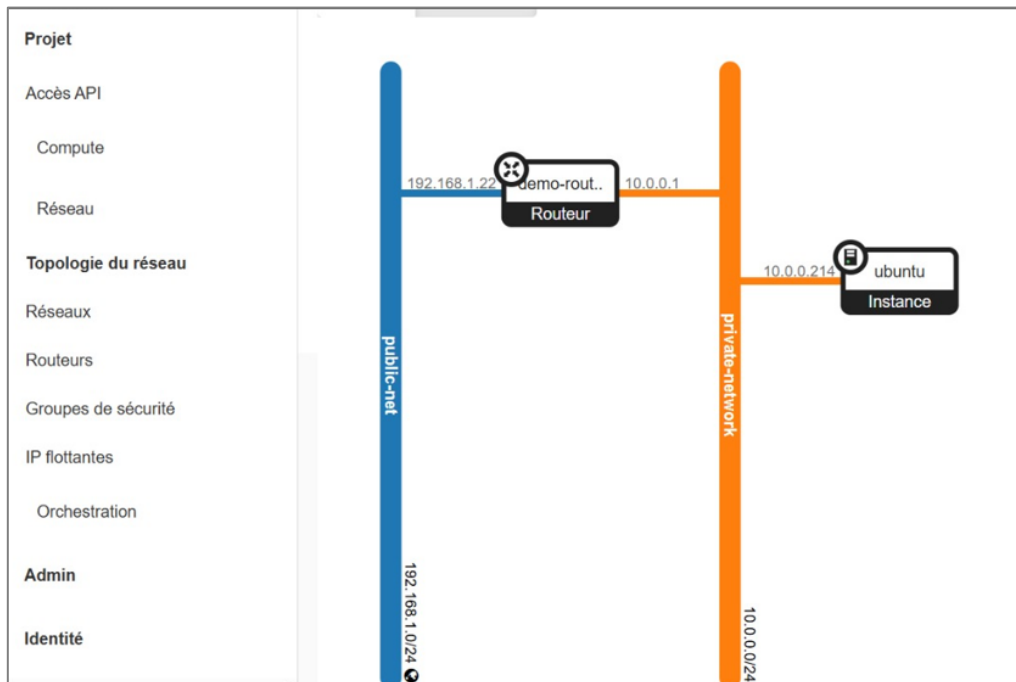 Projet
Accès API
Compute
Réseau
Topologie du réseau
Réseaux
Routeurs
Groupes de sécurité
IP flottantes
Orchestration
Admin
Identité
public-net
192.168.1.0/24
192.168.1.22
demo-rout..
Routeur
10.0.0.1
private-network
10.0.0.0/24
10.0.0.214
ubuntu
Instance